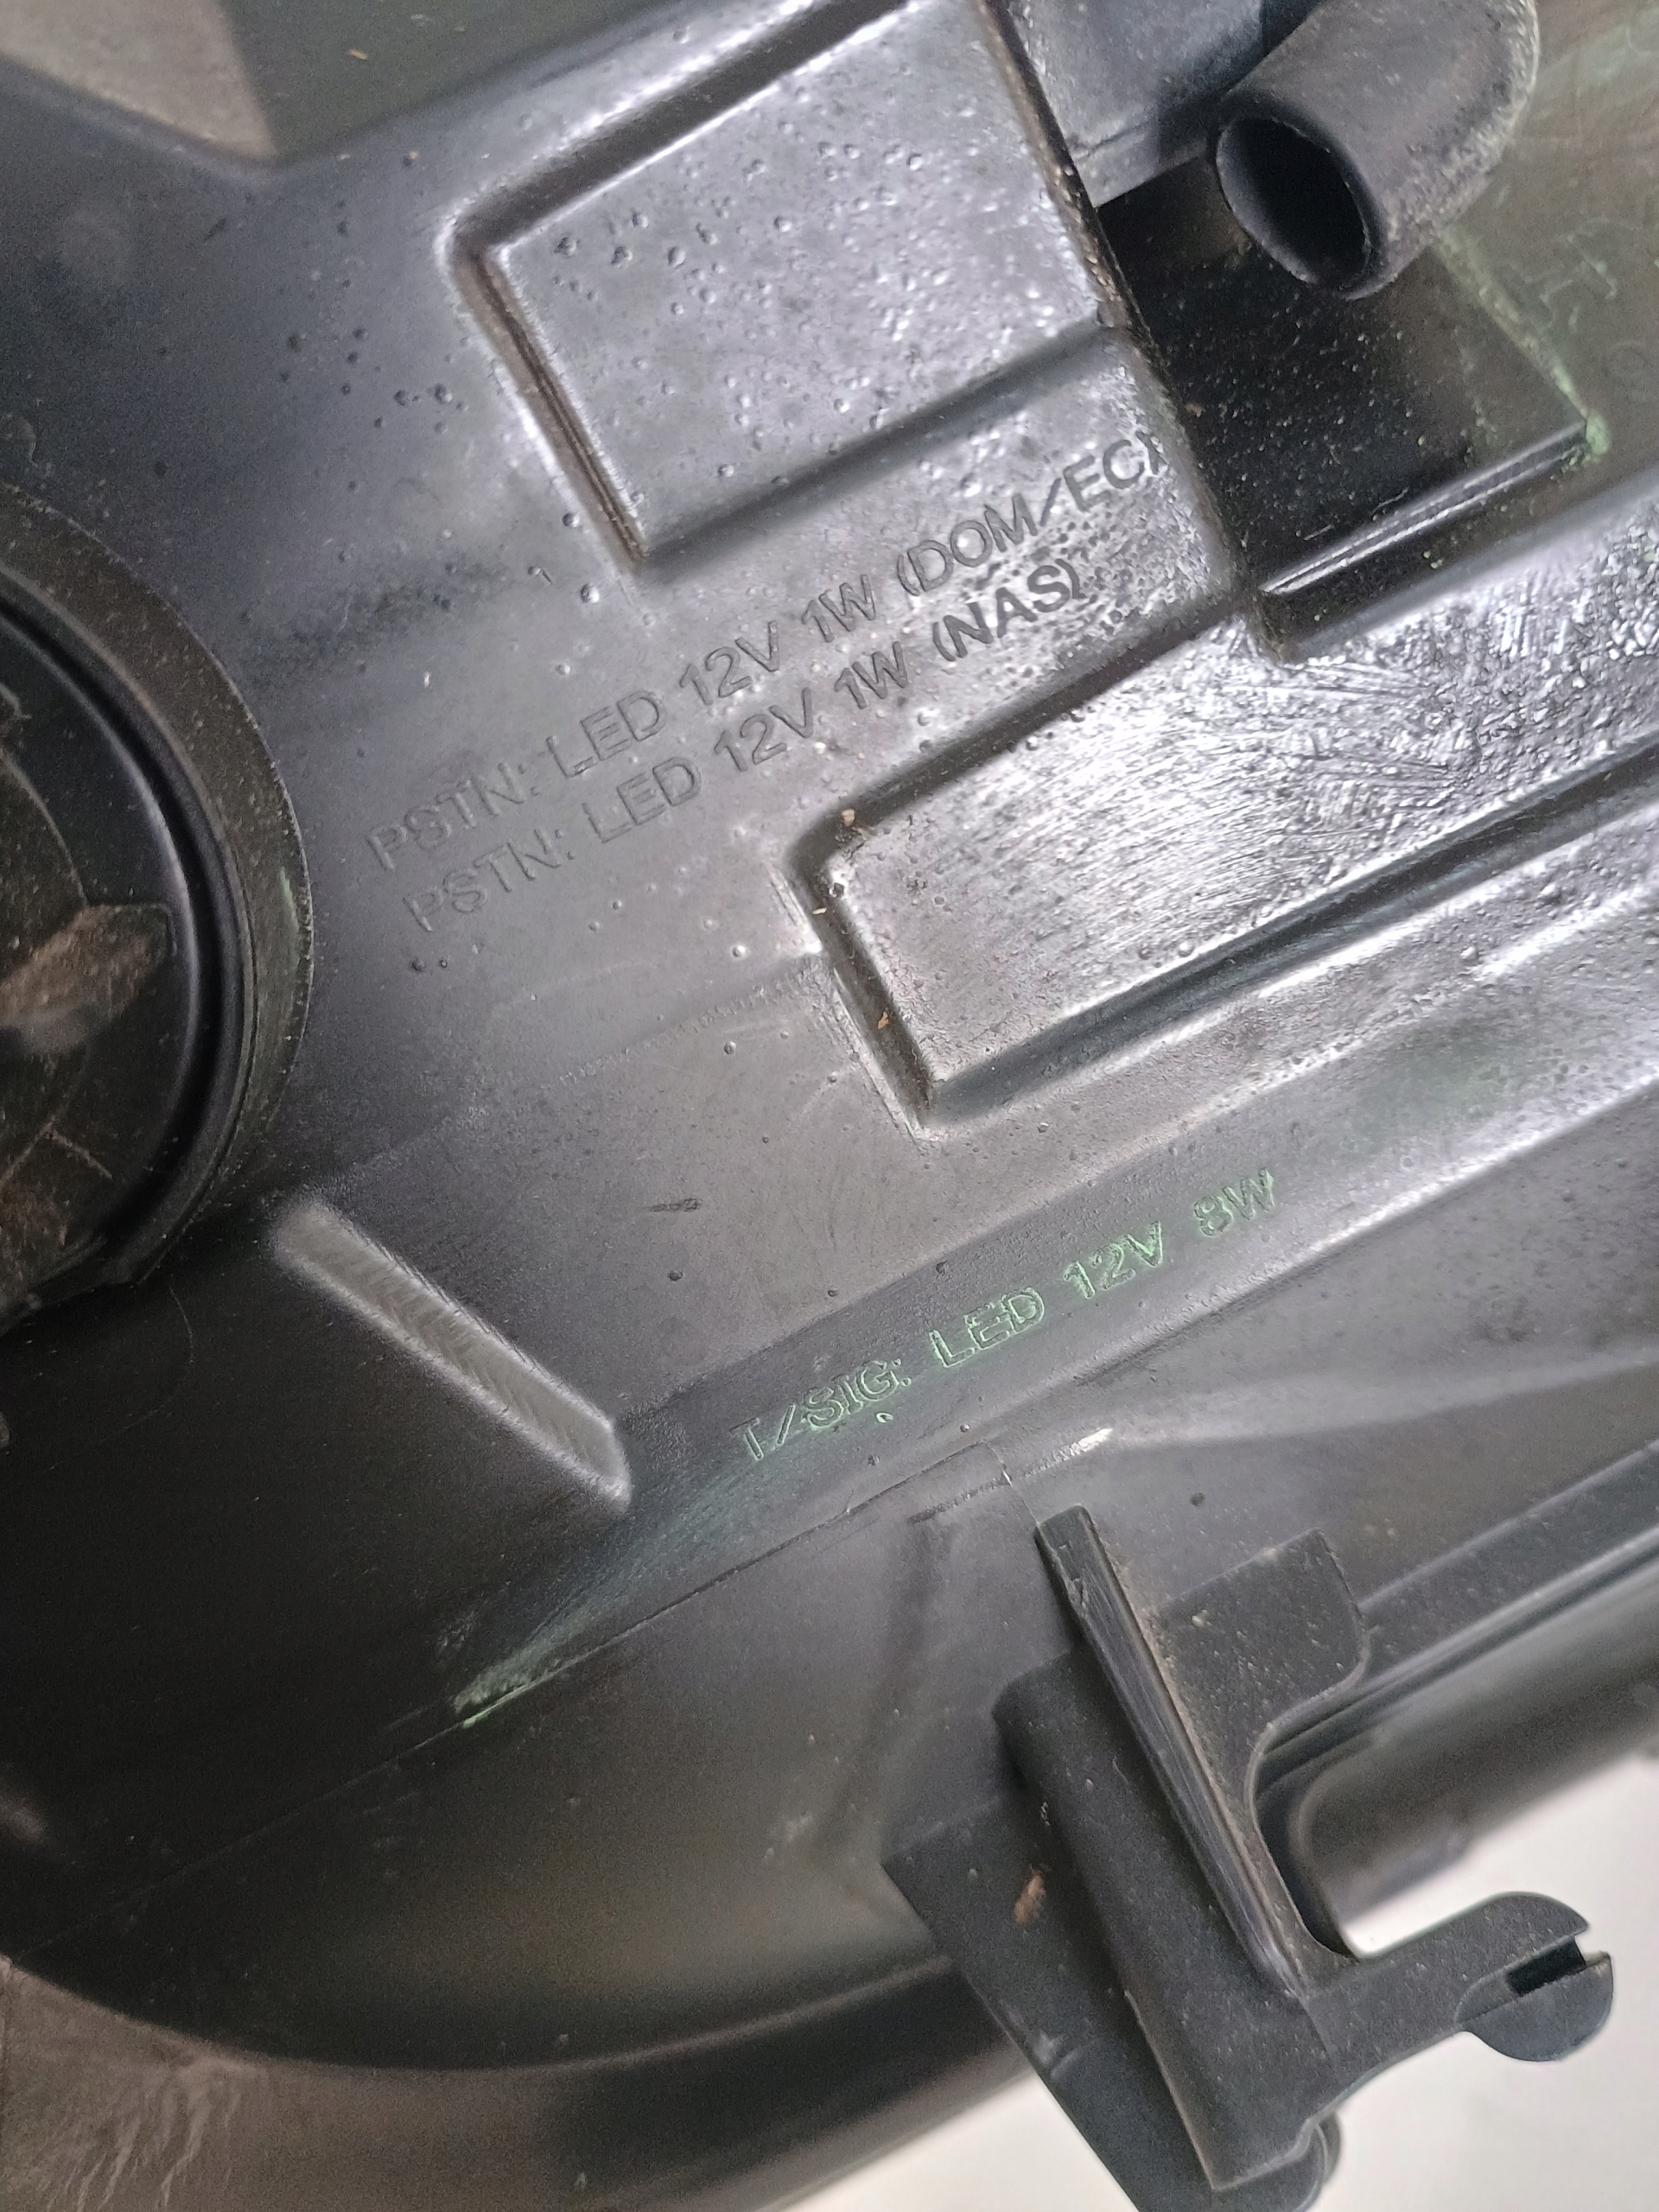 PSTN: LED 12V 1W (DOM/EC)
PSTN: LED 12V 1W (NAS)
T/SIG: LED 12V 8W